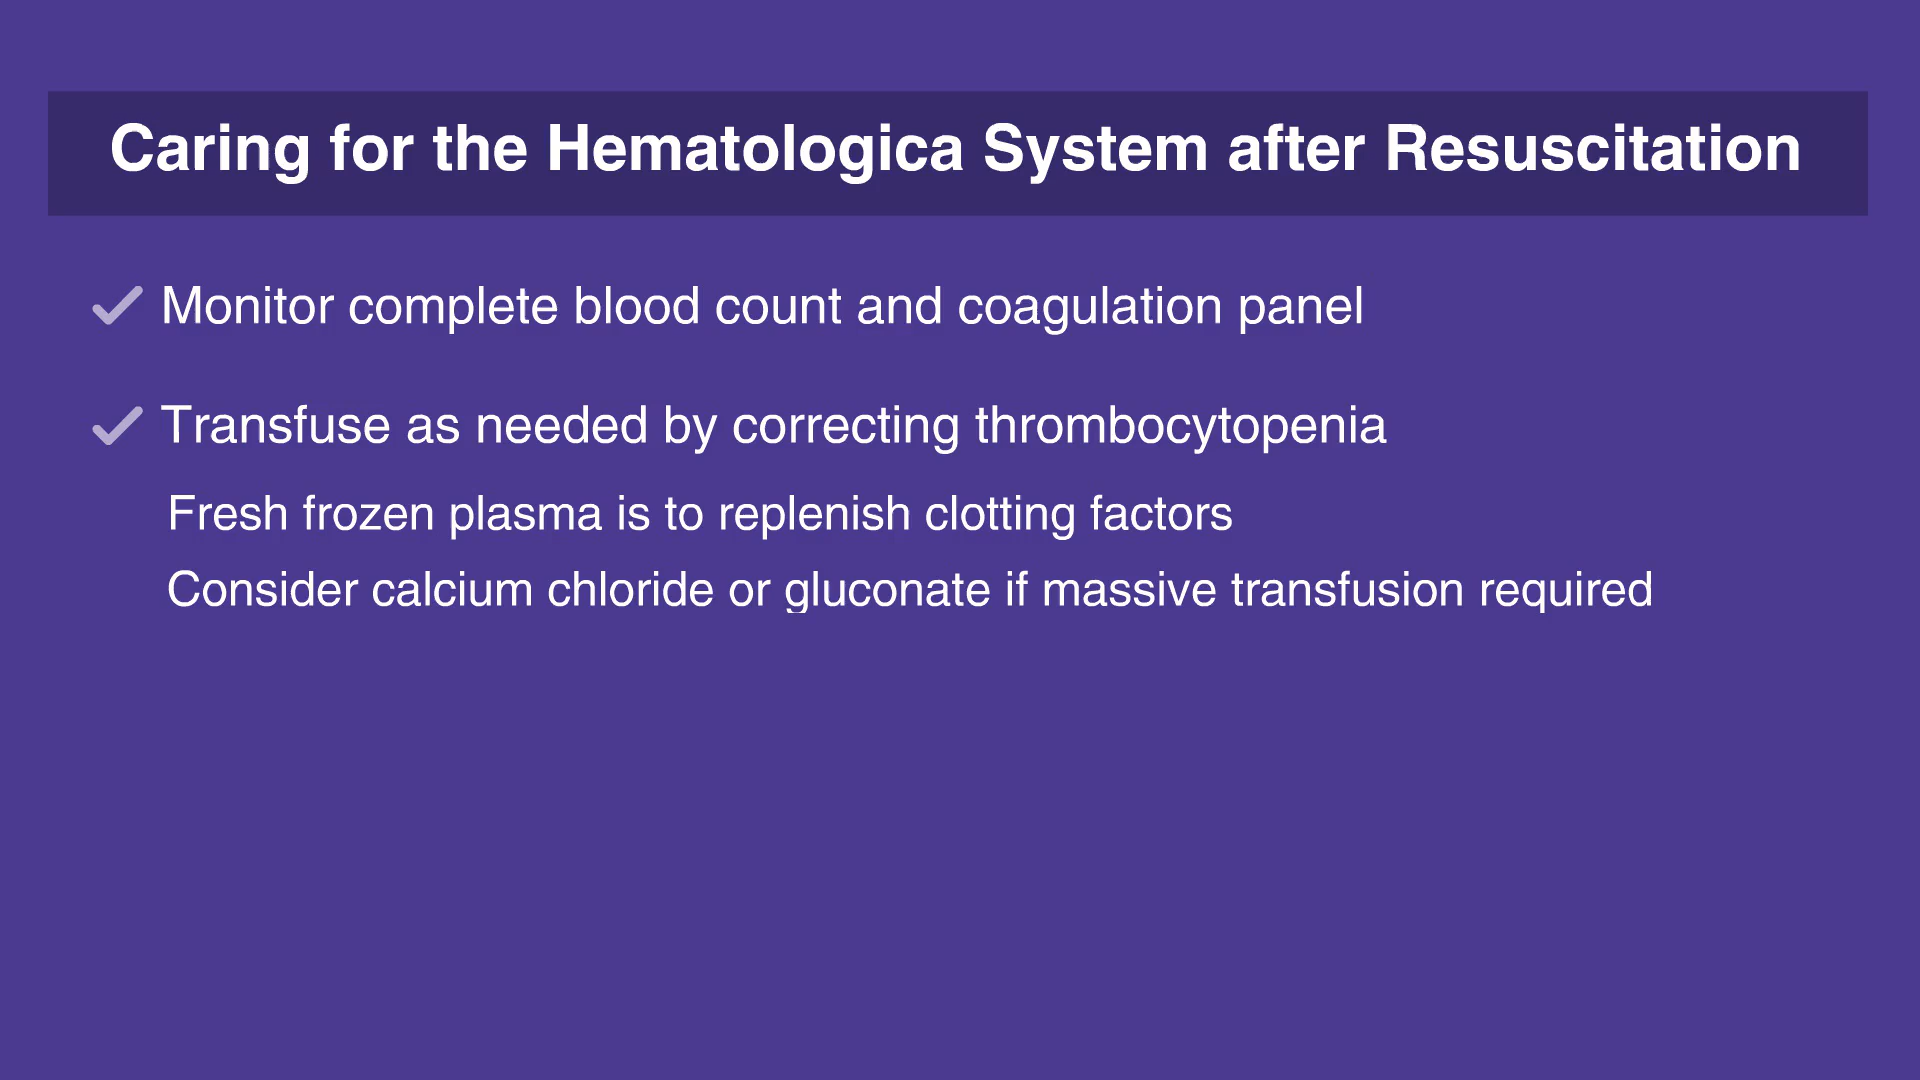 Caring for the Hematologica System after Resuscitation
Monitor complete blood count and coagulation panel
Transfuse as needed by correcting thrombocytopenia
Fresh frozen plasma is to replenish clotting factors
Consider calcium chloride or gluconate if massive transfusion required